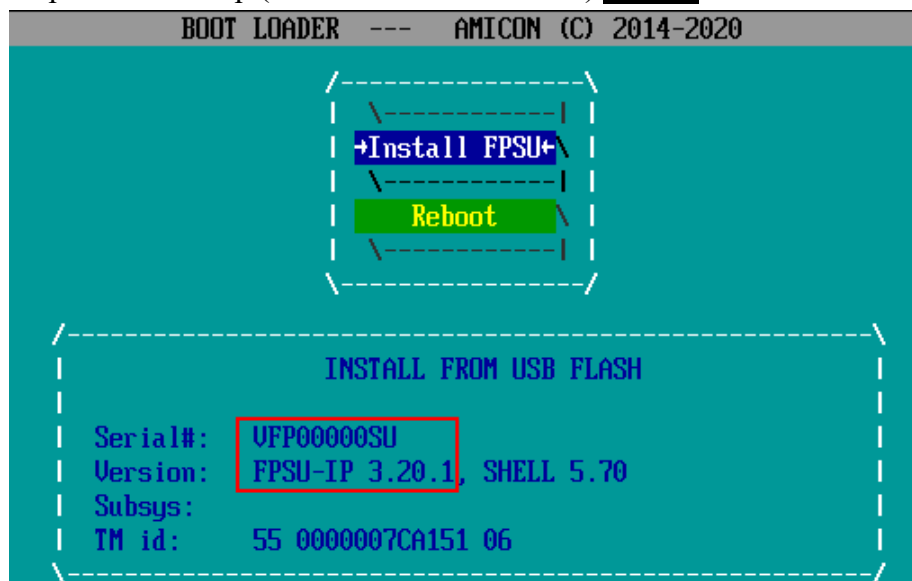 BOOT LOADER --- AMICON (C) 2014-2020
→Install FPSU←
Reboot
INSTALL FROM USB FLASH
Serial#: VFP00000SU
Version: FPSU-IP 3.20.1, SHELL 5.70
Subsys:
TM id: 55 0000007CA151 06